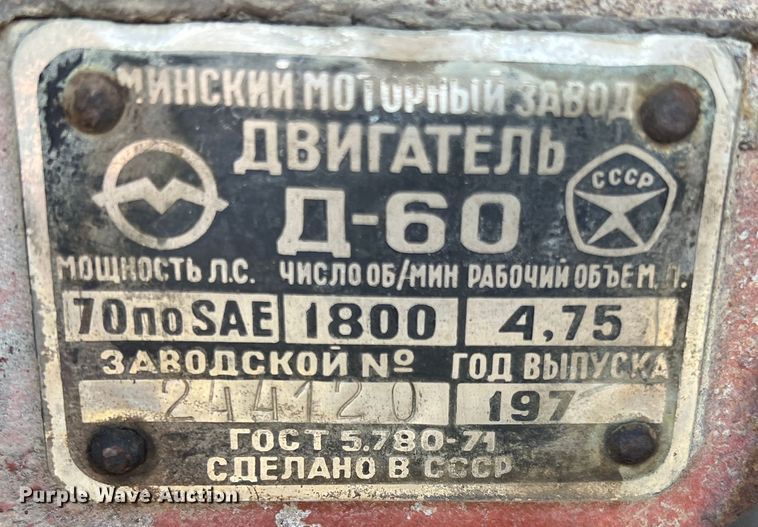 МИНСКИЙ МОТОРНЫЙ ЗАВОД
ДВИГАТЕЛЬ
Д-60
СССР
МОЩНОСТЬ Л.С. ЧИСЛО ОБ/МИН РАБОЧИЙ ОБЪЕМ Л.
70 по SAE 1800 4,75
ЗАВОДСКОЙ № ГОД ВЫПУСКА
244120 197
ГОСТ 5.780-71
СДЕЛАНО В СССР
Purple Wave Auction